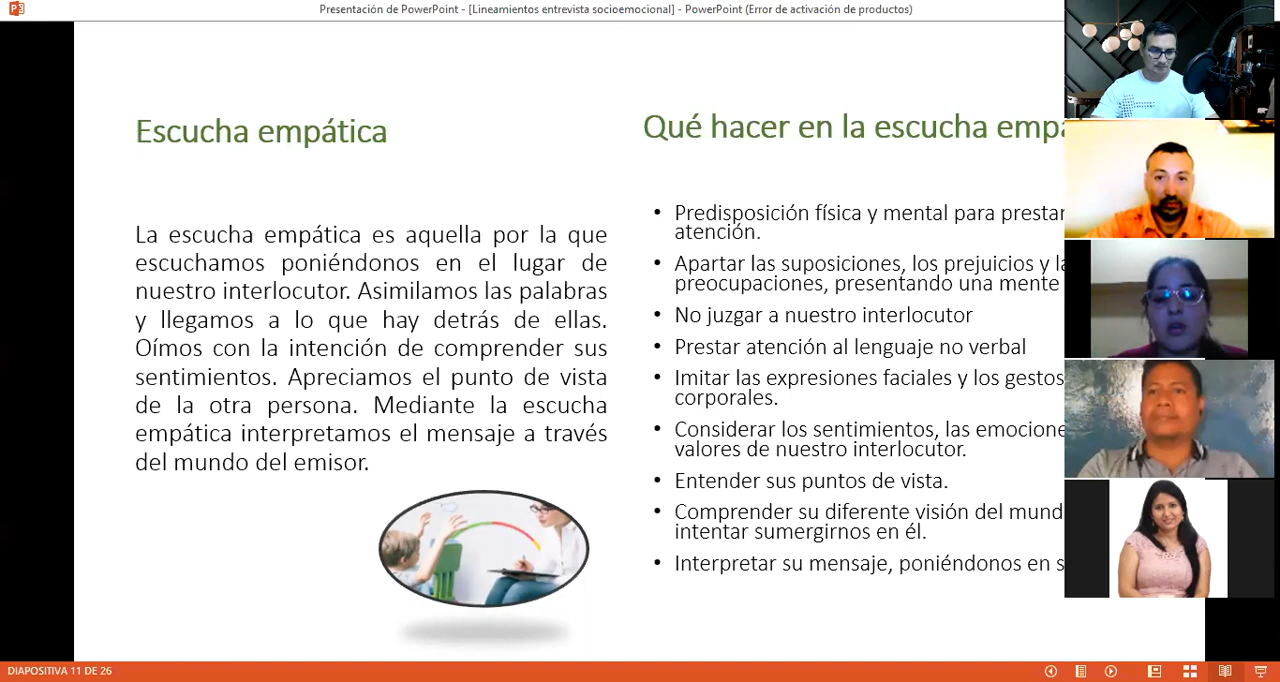 Presentación de PowerPoint - [Lineamientos entrevista socioemocional] - PowerPoint (Error de activación de productos)
Escucha empática
La escucha empática es aquella por la que
escuchamos poniéndonos en el lugar de
nuestro interlocutor. Asimilamos las palabras
y llegamos a lo que hay detrás de ellas.
Oímos con la intención de comprender sus
sentimientos. Apreciamos el punto de vista
de la otra persona. Mediante la escucha
empática interpretamos el mensaje a través
del mundo del emisor.
Qué hacer en la escucha
• Predisposición física y mental para prestar
atención.
• Apartar las suposiciones, los prejuicios y
preocupaciones, presentando una mente
• No juzgar a nuestro interlocutor
• Prestar atención al lenguaje no verbal
• Imitar las expresiones faciales y los gestos
corporales.
• Considerar los sentimientos, las
valores de nuestro interlocutor.
• Entender sus puntos de vista.
• Comprender su diferente visión del
intentar sumergirnos en él.
• Interpretar su mensaje, poniéndonos en
DIAPOSITIVA 11 DE 26